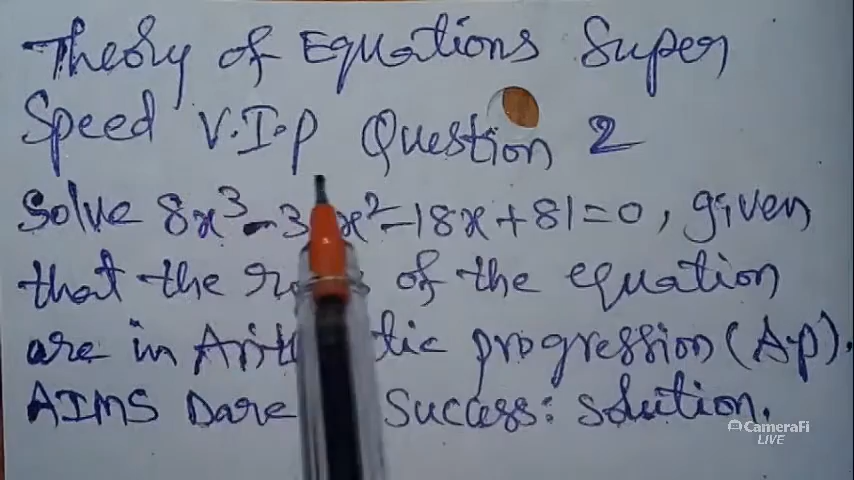 Theory of Equations Super
Speed V.I.P Question 2
Solve 8x³-3 x²-18x+81=0, given
that the of the equation
are in progression (A.P).
AIMS Dare Success: Solution.
CameraFi
LIVE